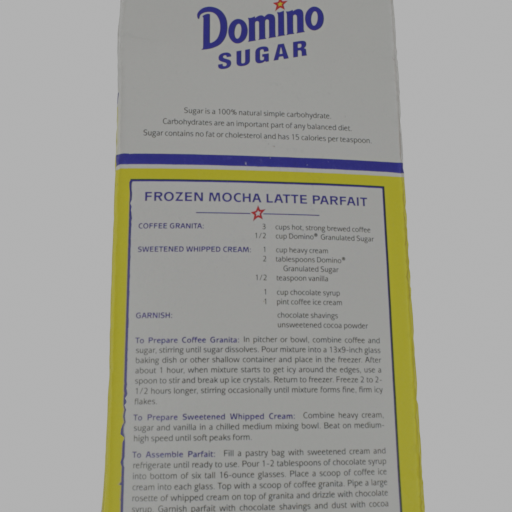 Domino
SUGAR
Sugar is a 100% natural simple carbohydrate.
Carbohydrates are an important part of any balanced diet.
Sugar contains no fat or cholesterol and has 15 calories per teaspoon.
FROZEN MOCHA LATTE PARFAIT
COFFEE GRANITA: 3 cups hot, strong brewed coffee
1/2 cup Domino® Granulated Sugar
SWEETENED WHIPPED CREAM: 1 cup heavy cream
2 tablespoons Domino®
Granulated Sugar
1/2 teaspoon vanilla
1 cup chocolate syrup
1 pint coffee ice cream
GARNISH: chocolate shavings
unsweetened cocoa powder
To Prepare Coffee Granita: In pitcher or bowl, combine coffee and
sugar, stirring until sugar dissolves. Pour mixture into a 13x9-inch glass
baking dish or other shallow container and place in the freezer. After
about 1 hour, when mixture starts to get icy around the edges, use a
spoon to stir and break up ice crystals. Return to freezer. Freeze 2 to 2-
1/2 hours longer, stirring occasionally until mixture forms fine, firm icy
flakes.
To Prepare Sweetened Whipped Cream: Combine heavy cream,
sugar and vanilla in a chilled medium mixing bowl. Beat on medium-
high speed until soft peaks form.
To Assemble Parfait: Fill a pastry bag with sweetened cream and
refrigerate until ready to use. Pour 1-2 tablespoons of chocolate syrup
into bottom of six tall 16-ounce glasses. Place a scoop of coffee ice
cream into each glass. Top with a scoop of coffee granita. Pipe a large
rosette of whipped cream on top of granita and drizzle with chocolate
syrup. Garnish parfait with chocolate shavings and dust with cocoa